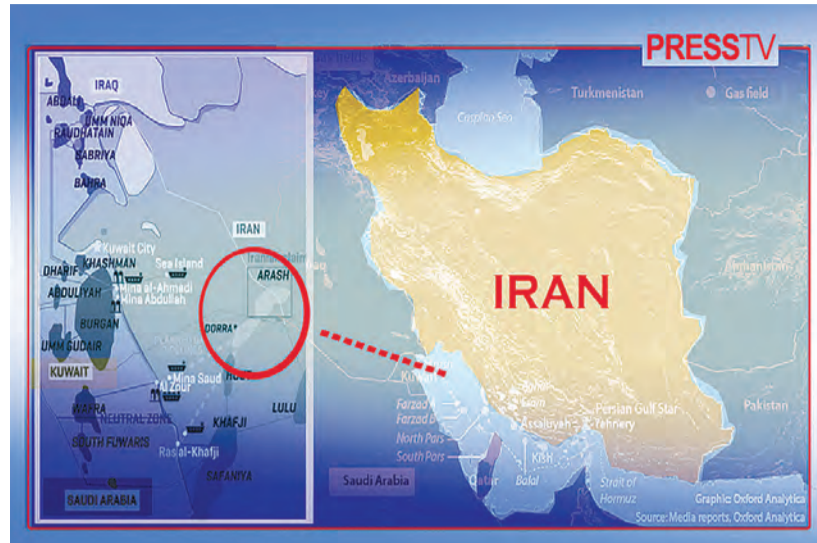 PRESSTV
IRAQ
ABDALI
UMM NIQA
RAUDHATAIN
SABRIYA
BAHRA
IRAN
Kuwait City
Sea Island
KHASHMAN
ARASH
DHARIF
Mina al-Ahmadi
ABDULIYAH
Mina Abdullah
BURGAN
DORRA
UMM GUDAIR
KUWAIT
Mina Saud
Al Zour
HOUT
WAFRA
NEUTRAL ZONE
KHAFJI
LULU
SOUTH FUWARIS
Ras al-Khafji
SAFANIYA
SAUDI ARABIA
Azerbaijan
Caspian Sea
Turkmenistan
Gas field
Afghanistan
IRAN
Pakistan
Farzad A
Farzad B
North Pars
South Pars
Assaluyeh
Persian Gulf Star
refinery
Kish
Saudi Arabia
Qatar
Balal
Strait of
Hormuz
Graphic: Oxford Analytica
Source: Media reports, Oxford Analytica